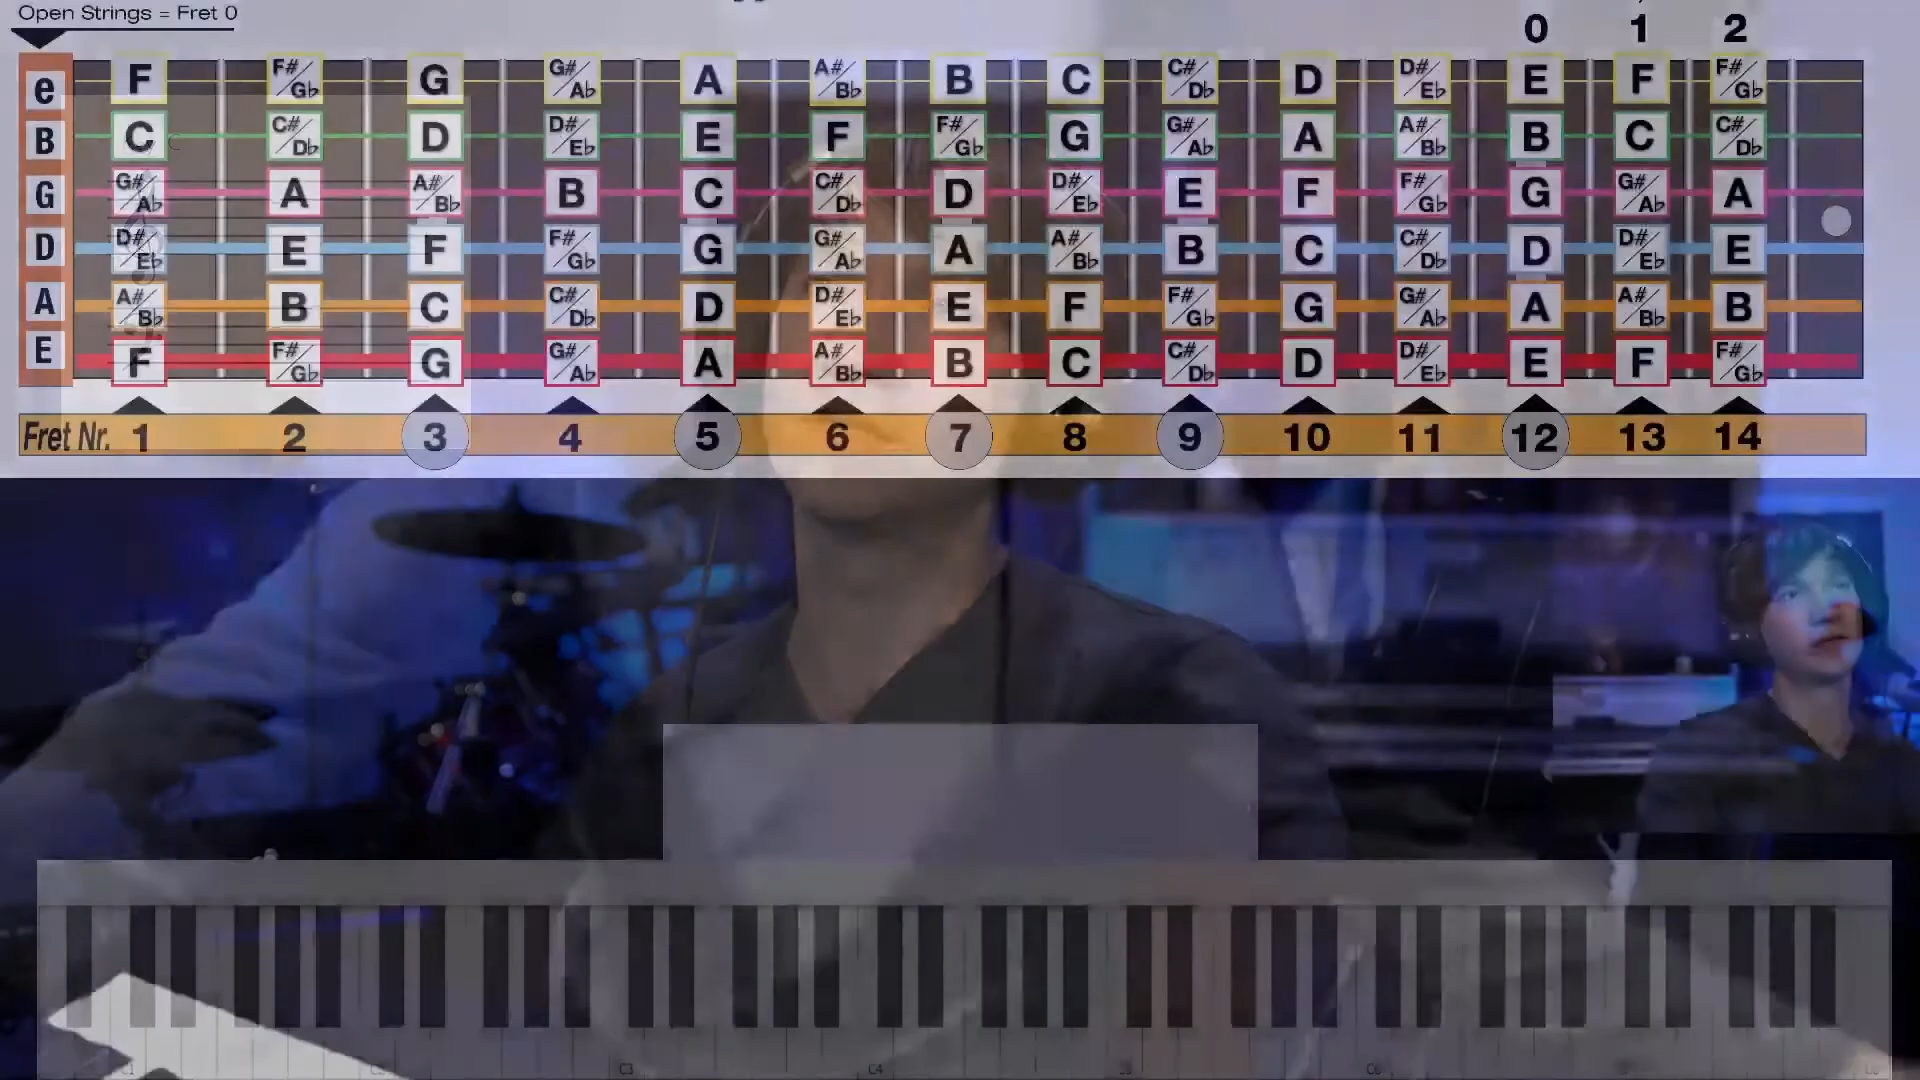 Open Strings = Fret 0
0 1 2
e F F#/Gb G G#/Ab A A#/Bb B C C#/Db D D#/Eb E F F#/Gb
B C C#/Db D D#/Eb E F F#/Gb G G#/Ab A A#/Bb B C C#/Db
G G#/Ab A A#/Bb B C C#/Db D D#/Eb E F F#/Gb G G#/Ab A
D D#/Eb E F F#/Gb G G#/Ab A A#/Bb B C C#/Db D D#/Eb E
A A#/Bb B C C#/Db D D#/Eb E F F#/Gb G G#/Ab A A#/Bb B
E F F#/Gb G G#/Ab A A#/Bb B C C#/Db D D#/Eb E F F#/Gb
Fret Nr. 1 2 3 4 5 6 7 8 9 10 11 12 13 14
C3 C4